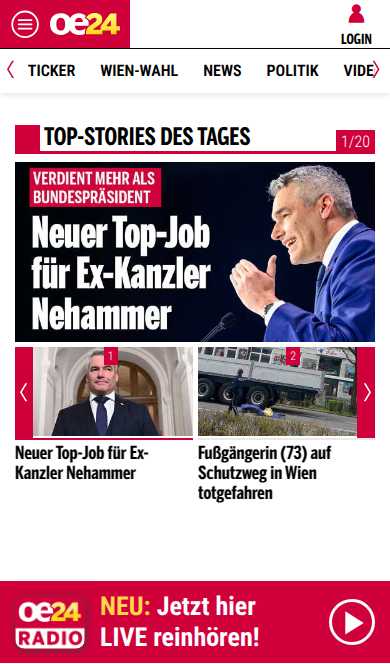 oe24
LOGIN
TICKER
WIEN-WAHL
NEWS
POLITIK
VIDE
TOP-STORIES DES TAGES
1/20
VERDIENT MEHR ALS
BUNDESPRÄSIDENT
Neuer Top-Job
für Ex-Kanzler
Nehammer
1
2
Neuer Top-Job für Ex-
Kanzler Nehammer
Fußgängerin (73) auf
Schutzweg in Wien
totgefahren
oe24
RADIO
NEU: Jetzt hier
LIVE reinhören!